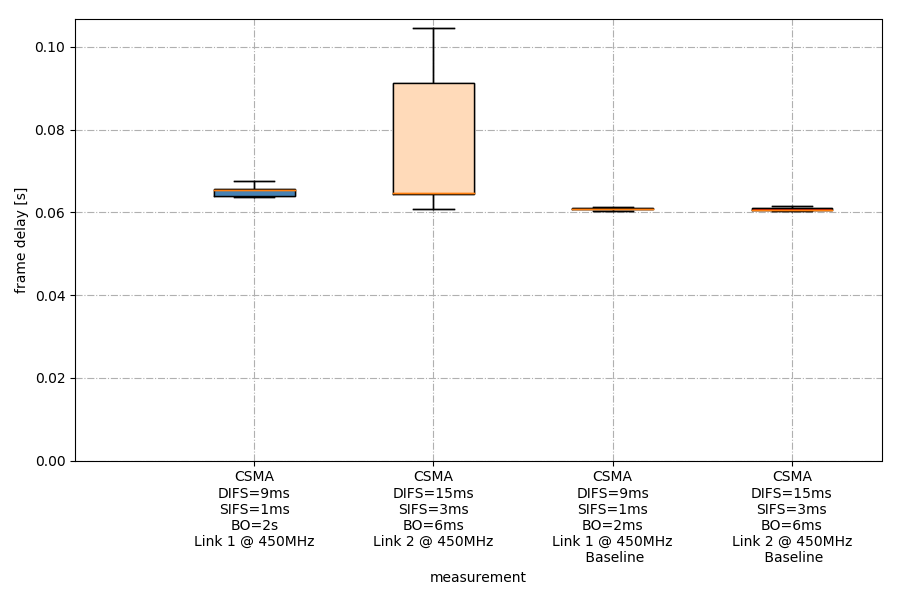 frame delay [s]
0.10
0.08
0.06
0.04
0.02
0.00
CSMA
DIFS=9ms
SIFS=1ms
BO=2s
Link 1 @ 450MHz
CSMA
DIFS=15ms
SIFS=3ms
BO=6ms
Link 2 @ 450MHz
CSMA
DIFS=9ms
SIFS=1ms
BO=2ms
Link 1 @ 450MHz
Baseline
CSMA
DIFS=15ms
SIFS=3ms
BO=6ms
Link 2 @ 450MHz
Baseline
measurement